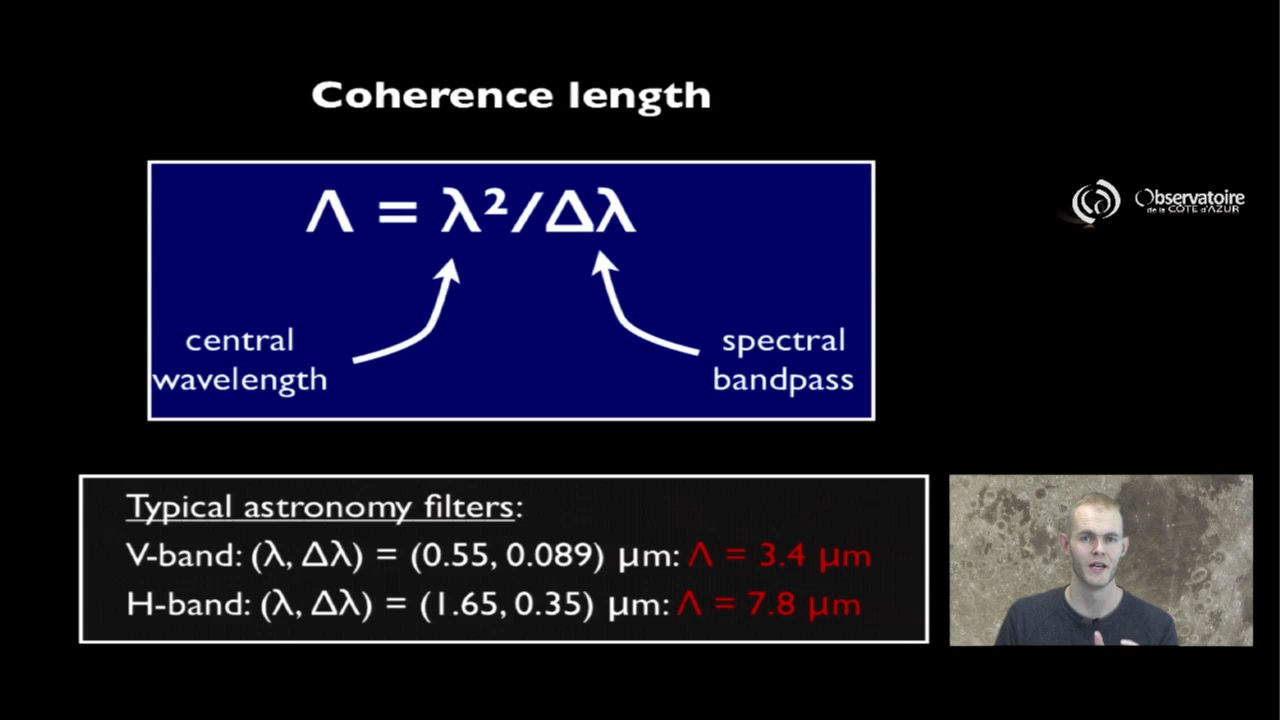 Coherence length
Λ = λ²/Δλ
central
wavelength
spectral
bandpass
Typical astronomy filters:
V-band: (λ, Δλ) = (0.55, 0.089) μm: Λ = 3.4 μm
H-band: (λ, Δλ) = (1.65, 0.35) μm: Λ = 7.8 μm
Observatoire
de la CÔTE d'AZUR